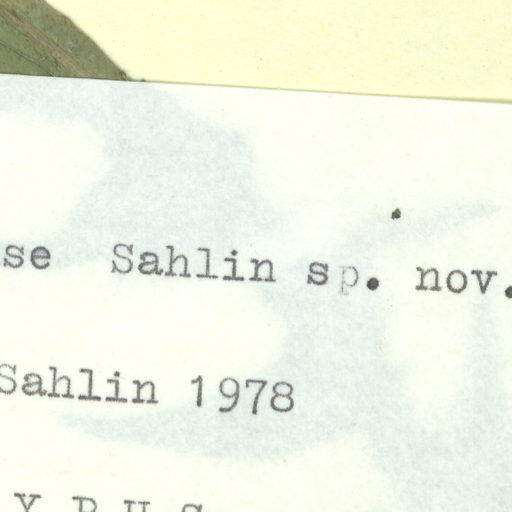 se Sahlin sp. nov.
Sahlin 1978
Y P U S